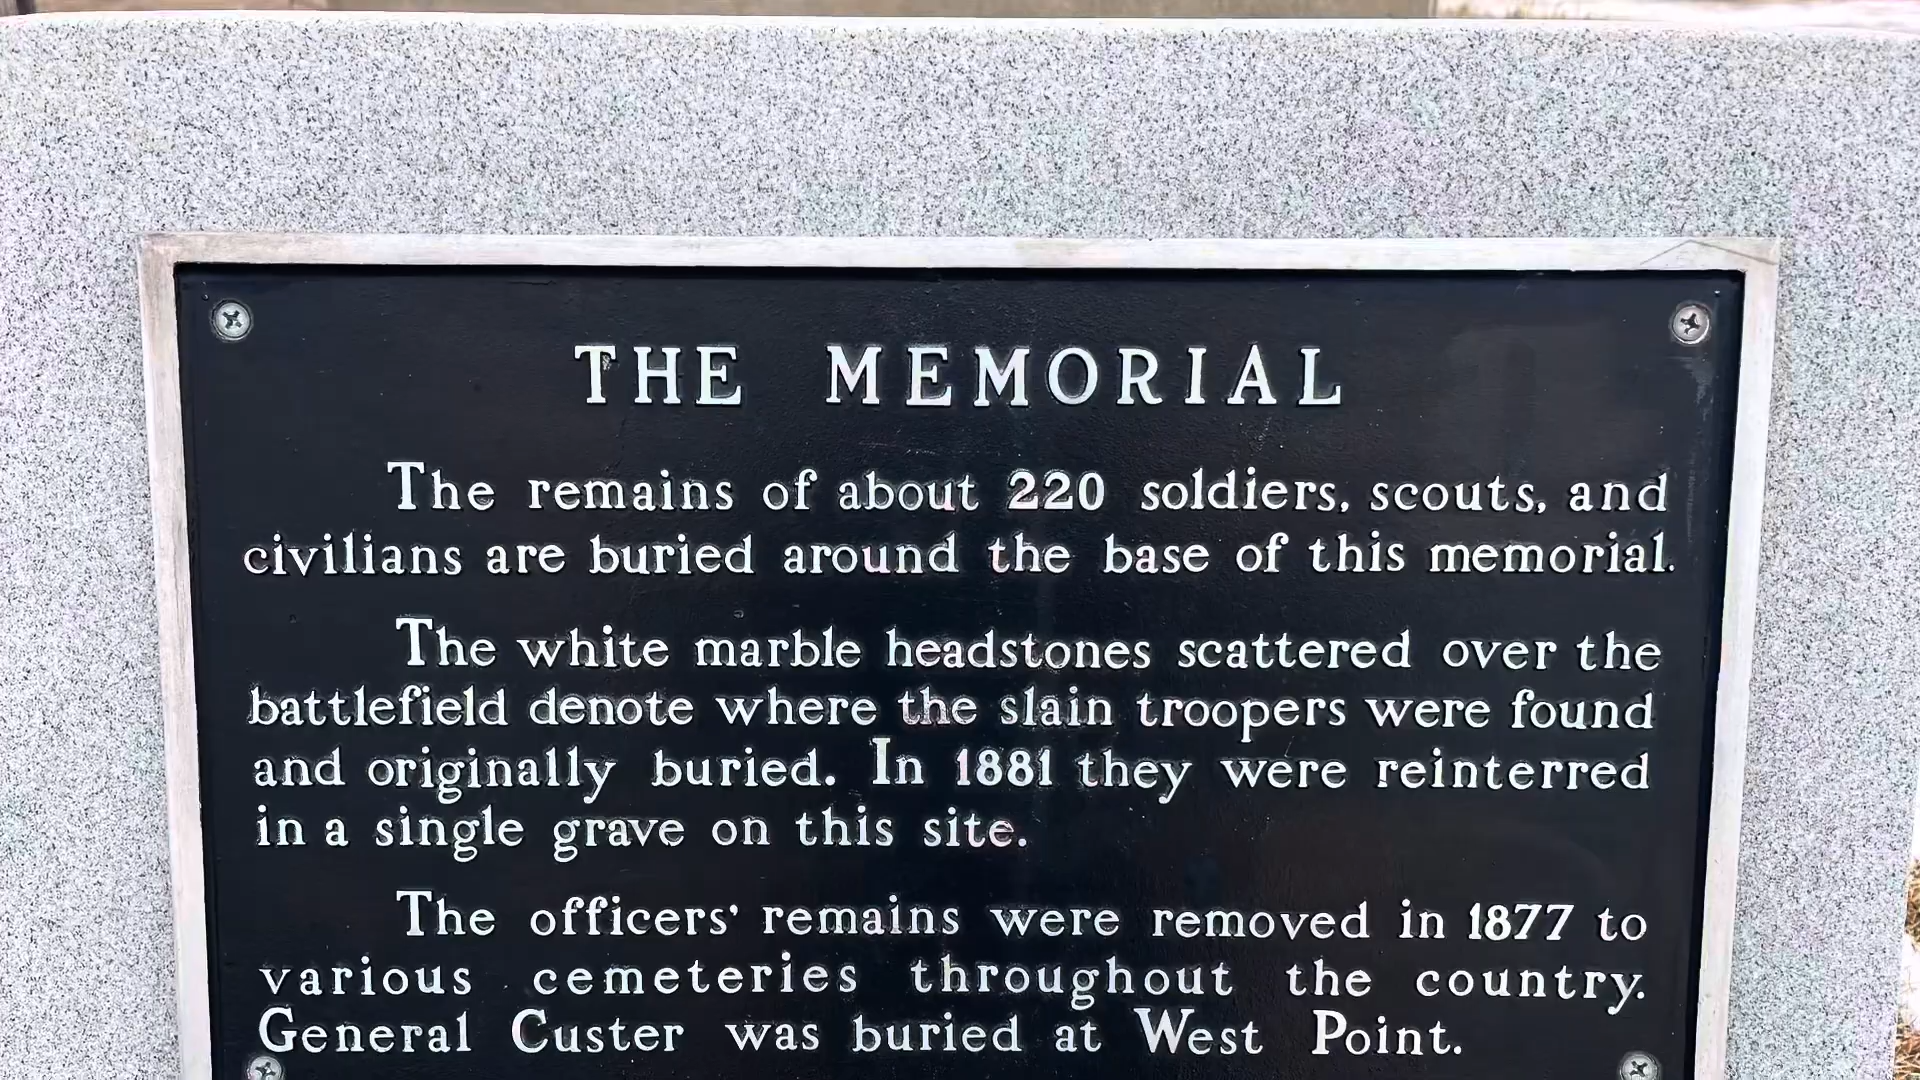 THE MEMORIAL
The remains of about 220 soldiers, scouts, and
civilians are buried around the base of this memorial.
The white marble headstones scattered over the
battlefield denote where the slain troopers were found
and originally buried. In 1881 they were reinterred
in a single grave on this site.
The officers' remains were removed in 1877 to
various cemeteries throughout the country.
General Custer was buried at West Point.